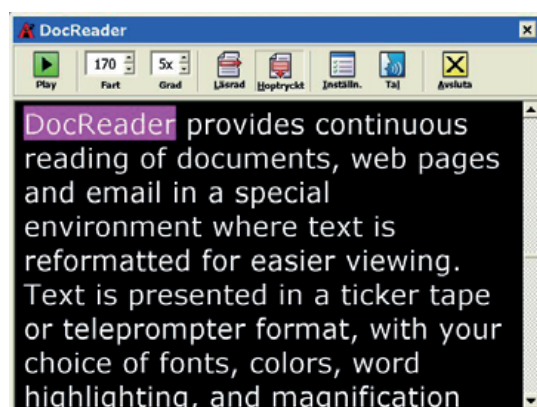 DocReader
170 5x
Play Fart Grad Läsrad Hoptryckt Inställn. Tal Avsluta
DocReader provides continuous
reading of documents, web pages
and email in a special
environment where text is
reformatted for easier viewing.
Text is presented in a ticker tape
or teleprompter format, with your
choice of fonts, colors, word
highlighting, and magnification